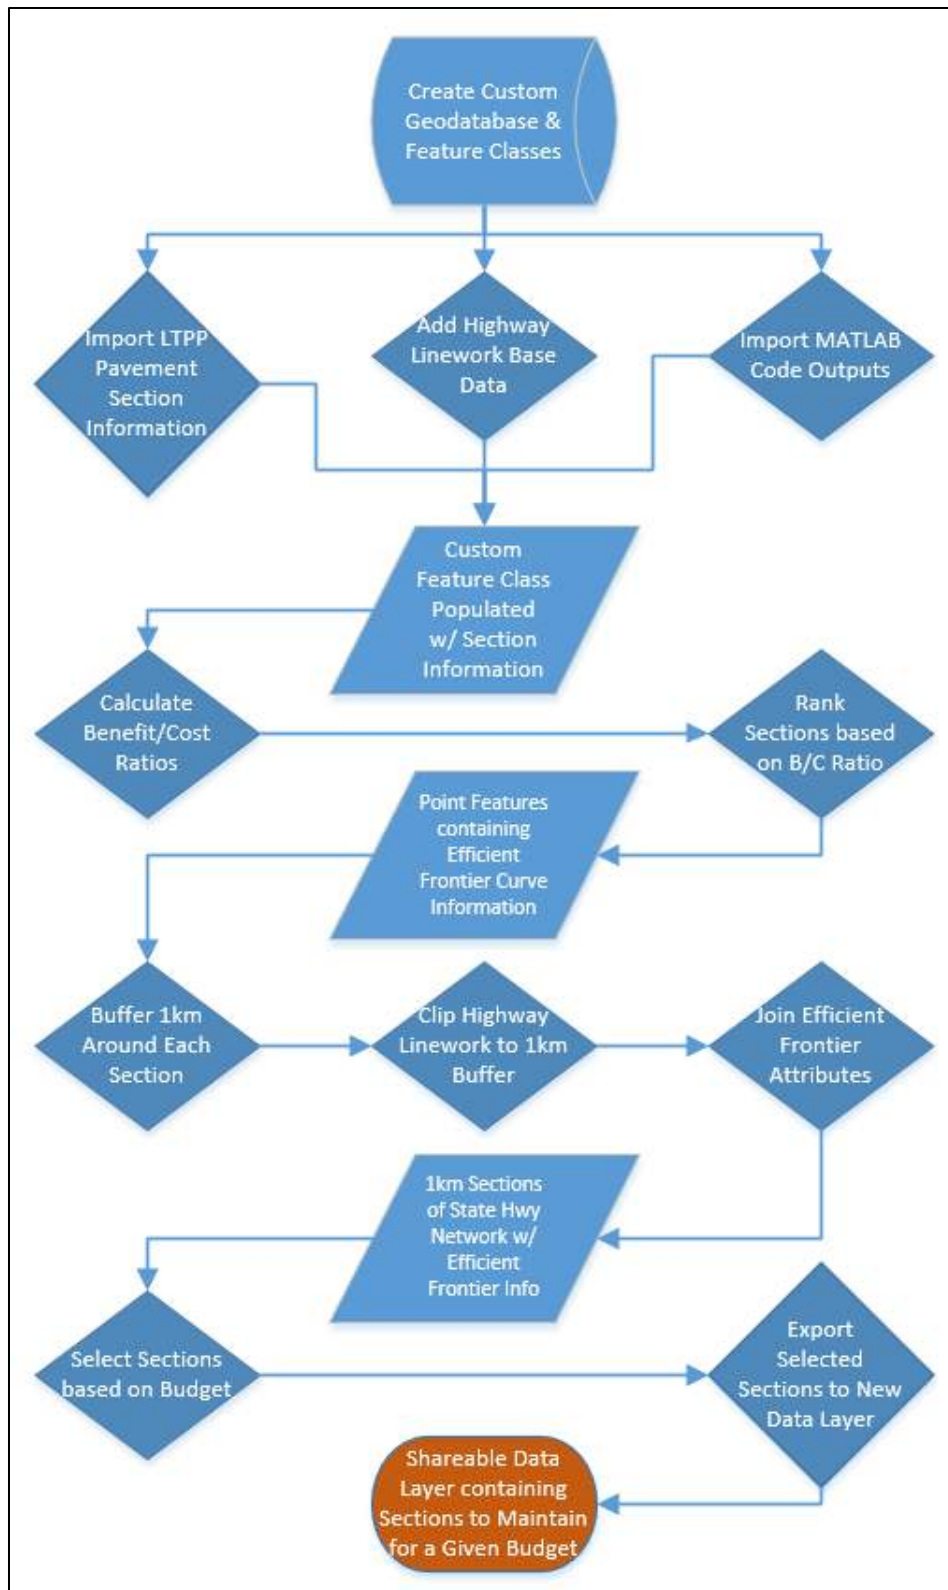 Create Custom
Geodatabase &
Feature Classes
Import LTPP
Pavement
Section
Information
Add Highway
Linework Base
Data
Import MATLAB
Code Outputs
Custom
Feature Class
Populated
w/ Section
Information
Calculate
Benefit/Cost
Ratios
Rank
Sections based
on B/C Ratio
Point Features
containing
Efficient
Frontier Curve
Information
Buffer 1km
Around Each
Section
Clip Highway
Linework to 1km
Buffer
Join Efficient
Frontier
Attributes
1km Sections
of State Hwy
Network w/
Efficient
Frontier Info
Select Sections
based on Budget
Export
Selected
Sections to New
Data Layer
Shareable Data
Layer containing
Sections to Maintain
for a Given Budget